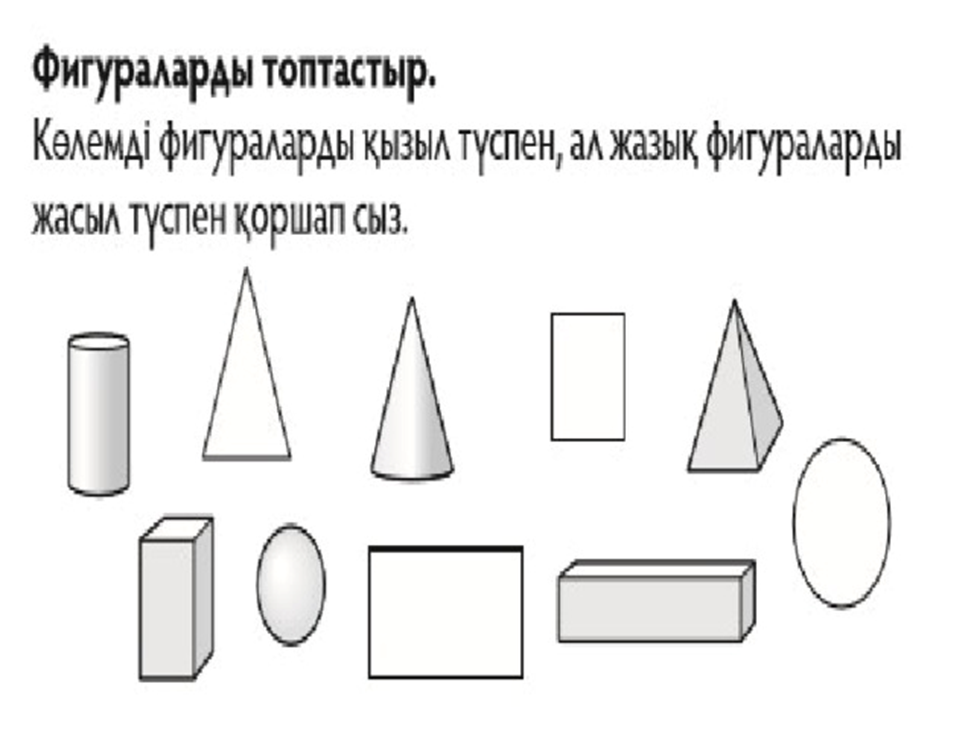 Фигураларды топтастыр.
Көлемді фигураларды қызыл түспен, ал жазық фигураларды
жасыл түспен қоршап сыз.